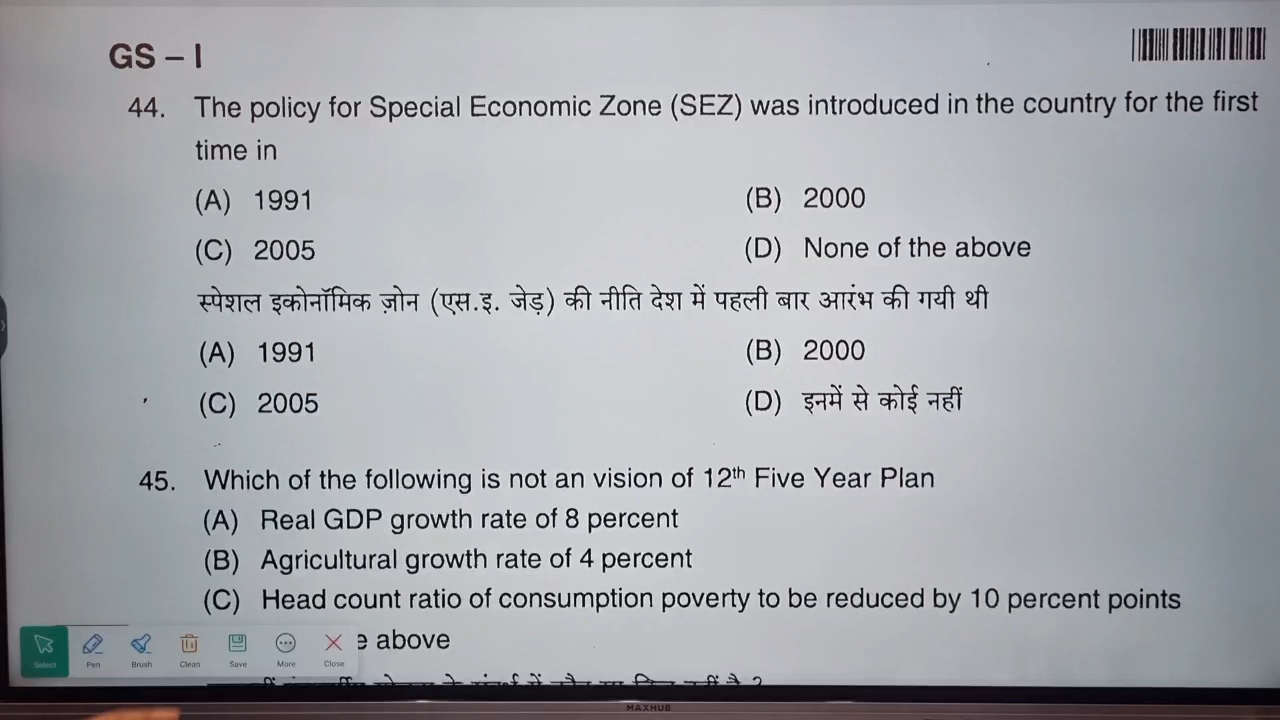 GS – I
44. The policy for Special Economic Zone (SEZ) was introduced in the country for the first
time in
(A) 1991 (B) 2000
(C) 2005 (D) None of the above
स्पेशल इकोनॉमिक ज़ोन (एस.इ. जेड़) की नीति देश में पहली बार आरंभ की गयी थी
(A) 1991 (B) 2000
(C) 2005 (D) इनमें से कोई नहीं
45. Which of the following is not an vision of 12th Five Year Plan
(A) Real GDP growth rate of 8 percent
(B) Agricultural growth rate of 4 percent
(C) Head count ratio of consumption poverty to be reduced by 10 percent points
above
Select Pen Brush Clean Save More Close
MAXHUB